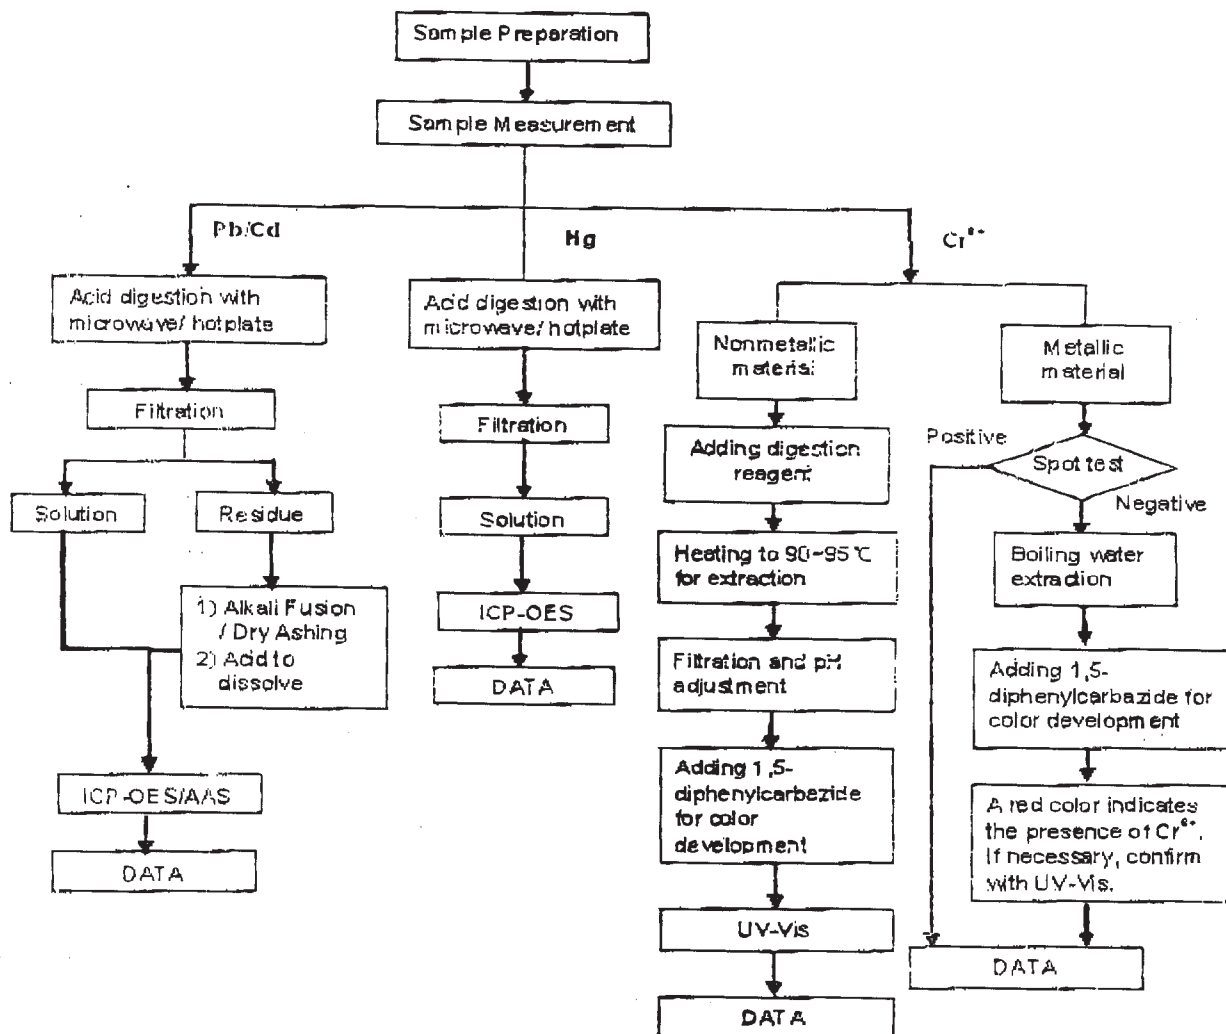 Sample Preparation
Sample Measurement
Pb/Cd
Hg
Cr⁶⁺
Acid digestion with
microwave/ hotplate
Filtration
Solution
Residue
1) Alkali Fusion
/ Dry Ashing
2) Acid to
dissolve
ICP-OES/AAS
DATA
Acid digestion with
microwave/ hotplate
Filtration
Solution
ICP-OES
DATA
Nonmetallic
material
Adding digestion
reagent
Heating to 90~95℃
for extraction
Filtration and pH
adjustment
Adding 1,5-
diphenylcarbazide
for color
development
UV-Vis
DATA
Metallic
material
Spot test
Positive
Negative
Boiling water
extraction
Adding 1,5-
diphenylcarbazide for
color development
A red color indicates
the presence of Cr⁶⁺.
If necessary, confirm
with UV-Vis.
DATA